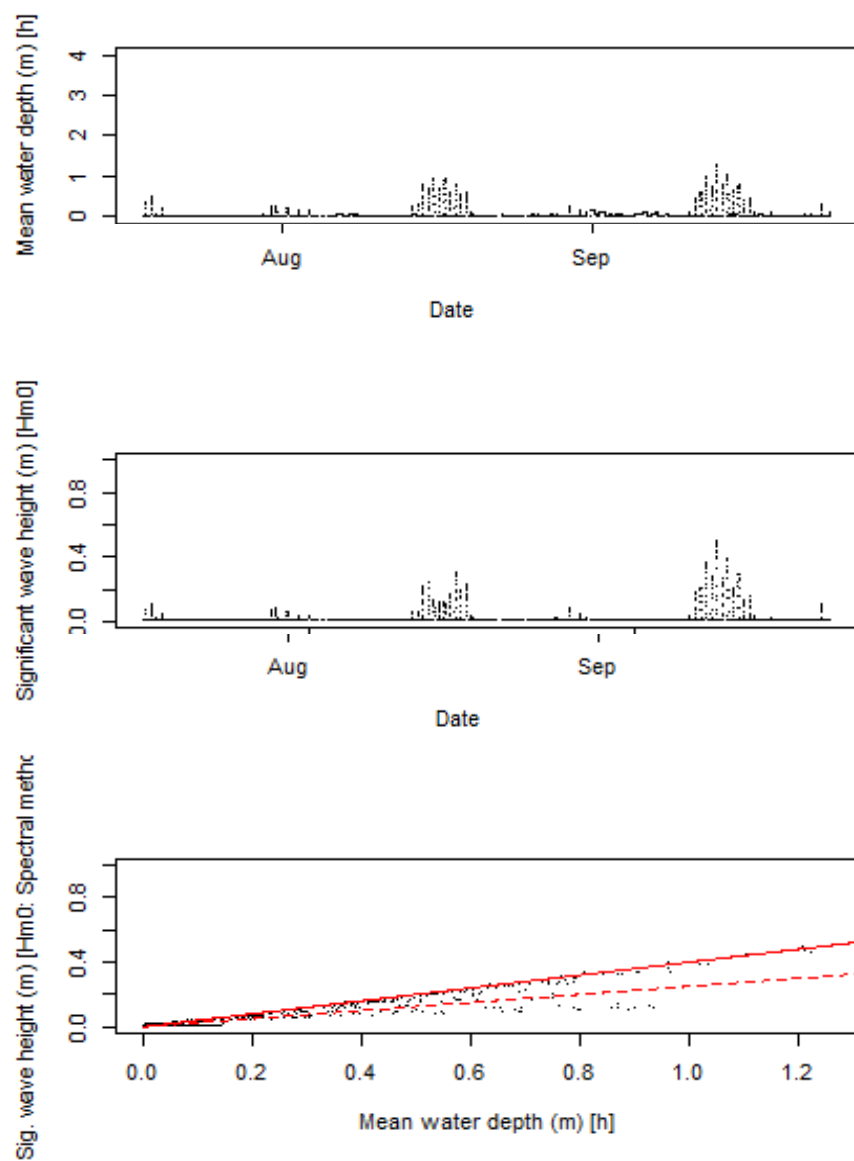 Mean water depth (m) [h]
4
3
2
1
0
Aug
Sep
Date
Significant wave height (m) [Hm0]
0.8
0.4
0.0
Aug
Sep
Date
Sig. wave height (m) [Hm0: Spectral metho
0.8
0.4
0.0
0.0 0.2 0.4 0.6 0.8 1.0 1.2
Mean water depth (m) [h]